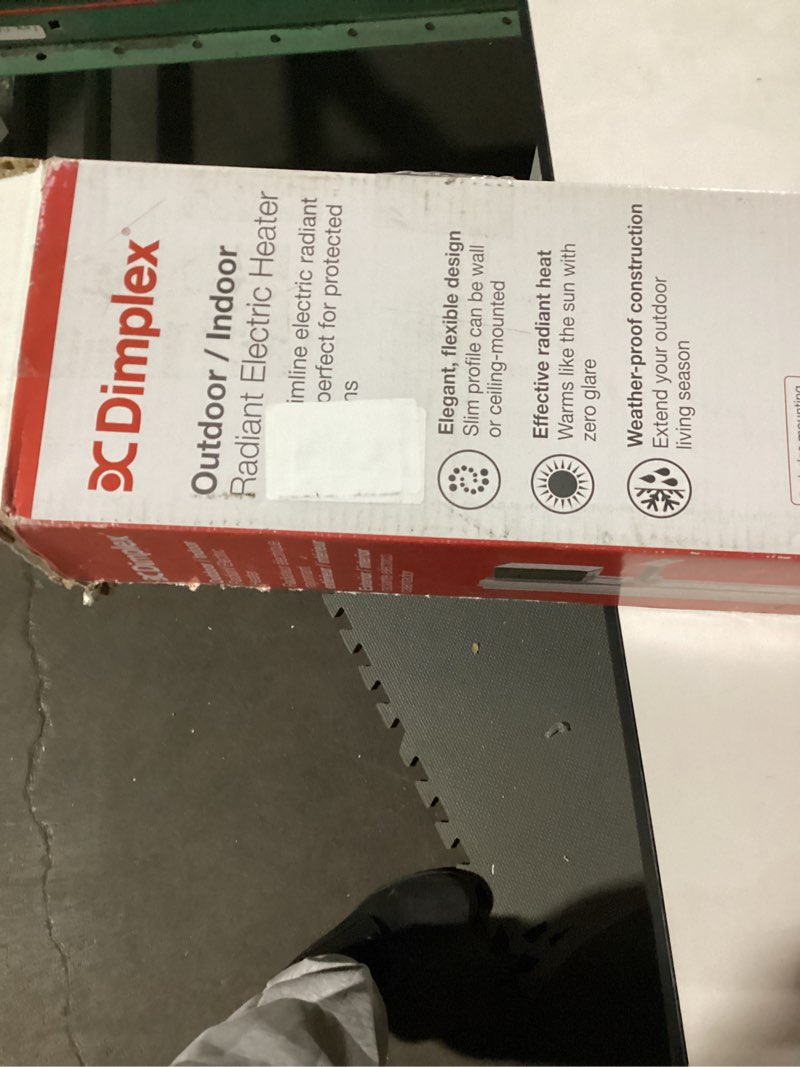 Dimplex®
Outdoor / Indoor
Radiant Electric Heater
imline electric radiant
perfect for protected
ns
Elegant, flexible design
Slim profile can be wall
or ceiling-mounted
Effective radiant heat
Warms like the sun with
zero glare
Weather-proof construction
Extend your outdoor
living season
mounting